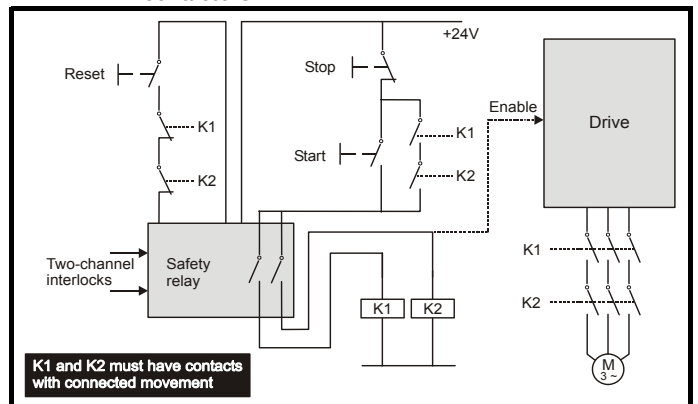 +24V
Reset
Stop
Enable
Drive
K1
K1
Start
K2
K2
K1
Two-channel
interlocks
Safety
relay
K1
K2
K2
M
3 ~
K1 and K2 must have contacts
with connected movement